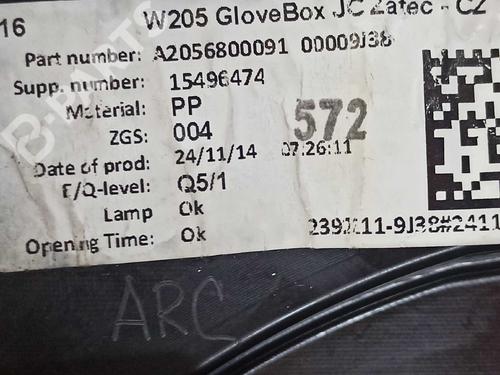 16
W205 GloveBox JC Zatec - CZ
Part number: A2056800091 00009J38
Supp. number: 15496474
Material: PP
ZGS: 004
572
Date of prod: 24/11/14 07:26:11
E/Q-level: Q5/1
Lamp Ok
Opening Time: Ok
B-PARTS
ARC